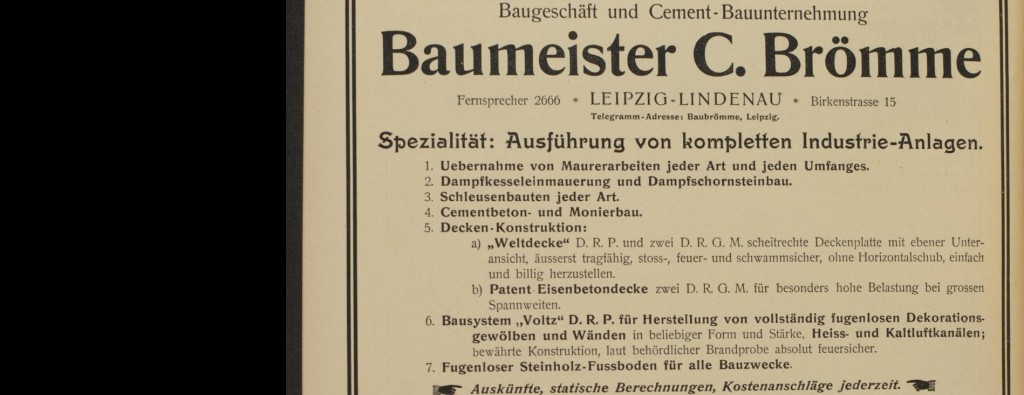 Baugeschäft und Cement-Bauunternehmung
Baumeister C. Brömme
Fernsprecher 2666 * LEIPZIG-LINDENAU * Birkenstrasse 15
Telegramm-Adresse: Baubrömme, Leipzig.
Spezialität: Ausführung von kompletten Industrie-Anlagen.
1. Uebernahme von Maurerarbeiten jeder Art und jeden Umfanges.
2. Dampfkesseleinmauerung und Dampfschornsteinbau.
3. Schleusenbauten jeder Art.
4. Cementbeton- und Monierbau.
5. Decken-Konstruktion:
a) „Weltdecke“ D. R. P. und zwei D. R. G. M. scheitrechte Deckenplatte mit ebener Unter-
ansicht, äusserst tragfähig, stoss-, feuer- und schwammsicher, ohne Horizontalschub, einfach
und billig herzustellen.
b) Patent-Eisenbetondecke zwei D. R. G. M. für besonders hohe Belastung bei grossen
Spannweiten.
6. Bausystem „Voltz“ D. R. P. für Herstellung von vollständig fugenlosen Dekorations-
gewölben und Wänden in beliebiger Form und Stärke, Heiss- und Kaltluftkanälen;
bewährte Konstruktion, laut behördlicher Brandprobe absolut feuersicher.
7. Fugenloser Steinholz-Fussboden für alle Bauzwecke.
Auskünfte, statische Berechnungen, Kostenanschläge jederzeit.